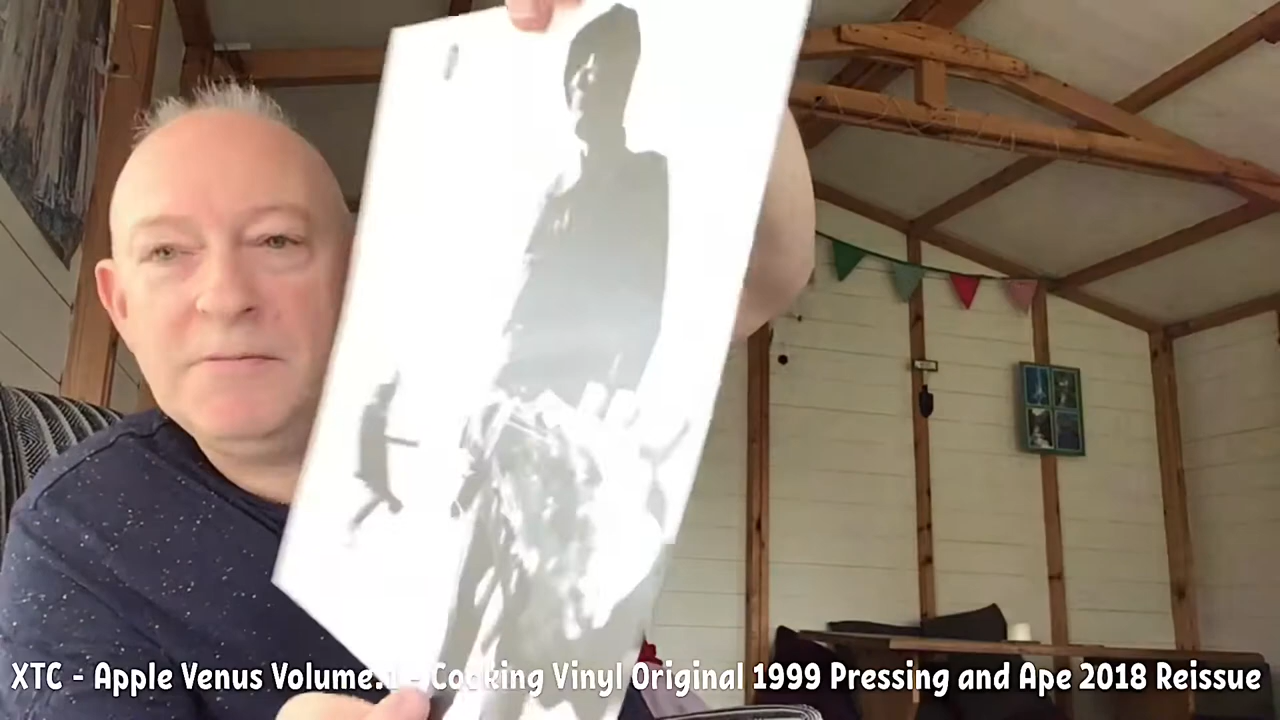 XTC - Apple Venus Volume.1 - Cooking Vinyl Original 1999 Pressing and Ape 2018 Reissue